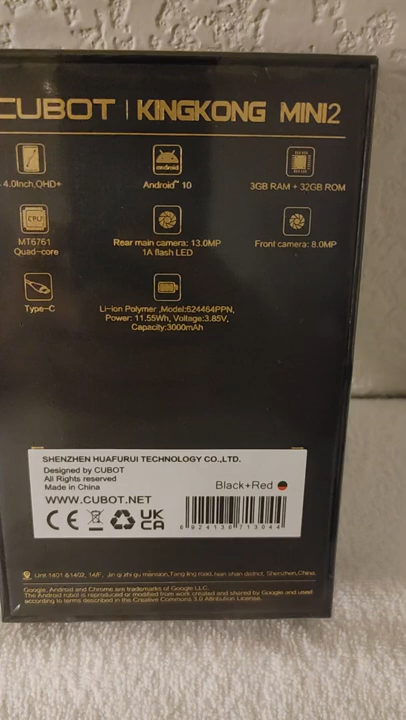 CUBOT | KINGKONG MINI2
4.0inch,QHD+
android
Android™ 10
3GB RAM + 32GB ROM
CPU
MT6761
Quad-core
Rear main camera: 13.0MP
1A flash LED
Front camera: 8.0MP
Type-C
Li-ion Polymer ,Model:624464PPN,
Power: 11.55Wh, Voltage:3.85V,
Capacity:3000mAh
SHENZHEN HUAFURUI TECHNOLOGY CO.,LTD.
Designed by CUBOT
All Rights reserved
Made in China
WWW.CUBOT.NET
Black+Red
CE UK
CA
6 924136 713044
Unit 1401 &1402, 14/F, Jin qi zhi gu mansion,Tang ling road, Nan shan district, Shenzhen,China.
Google, Android and Chrome are trademarks of Google LLC.
The Android robot is reproduced or modified from work created and shared by Google and used
according to terms described in the Creative Commons 3.0 Attribution License.